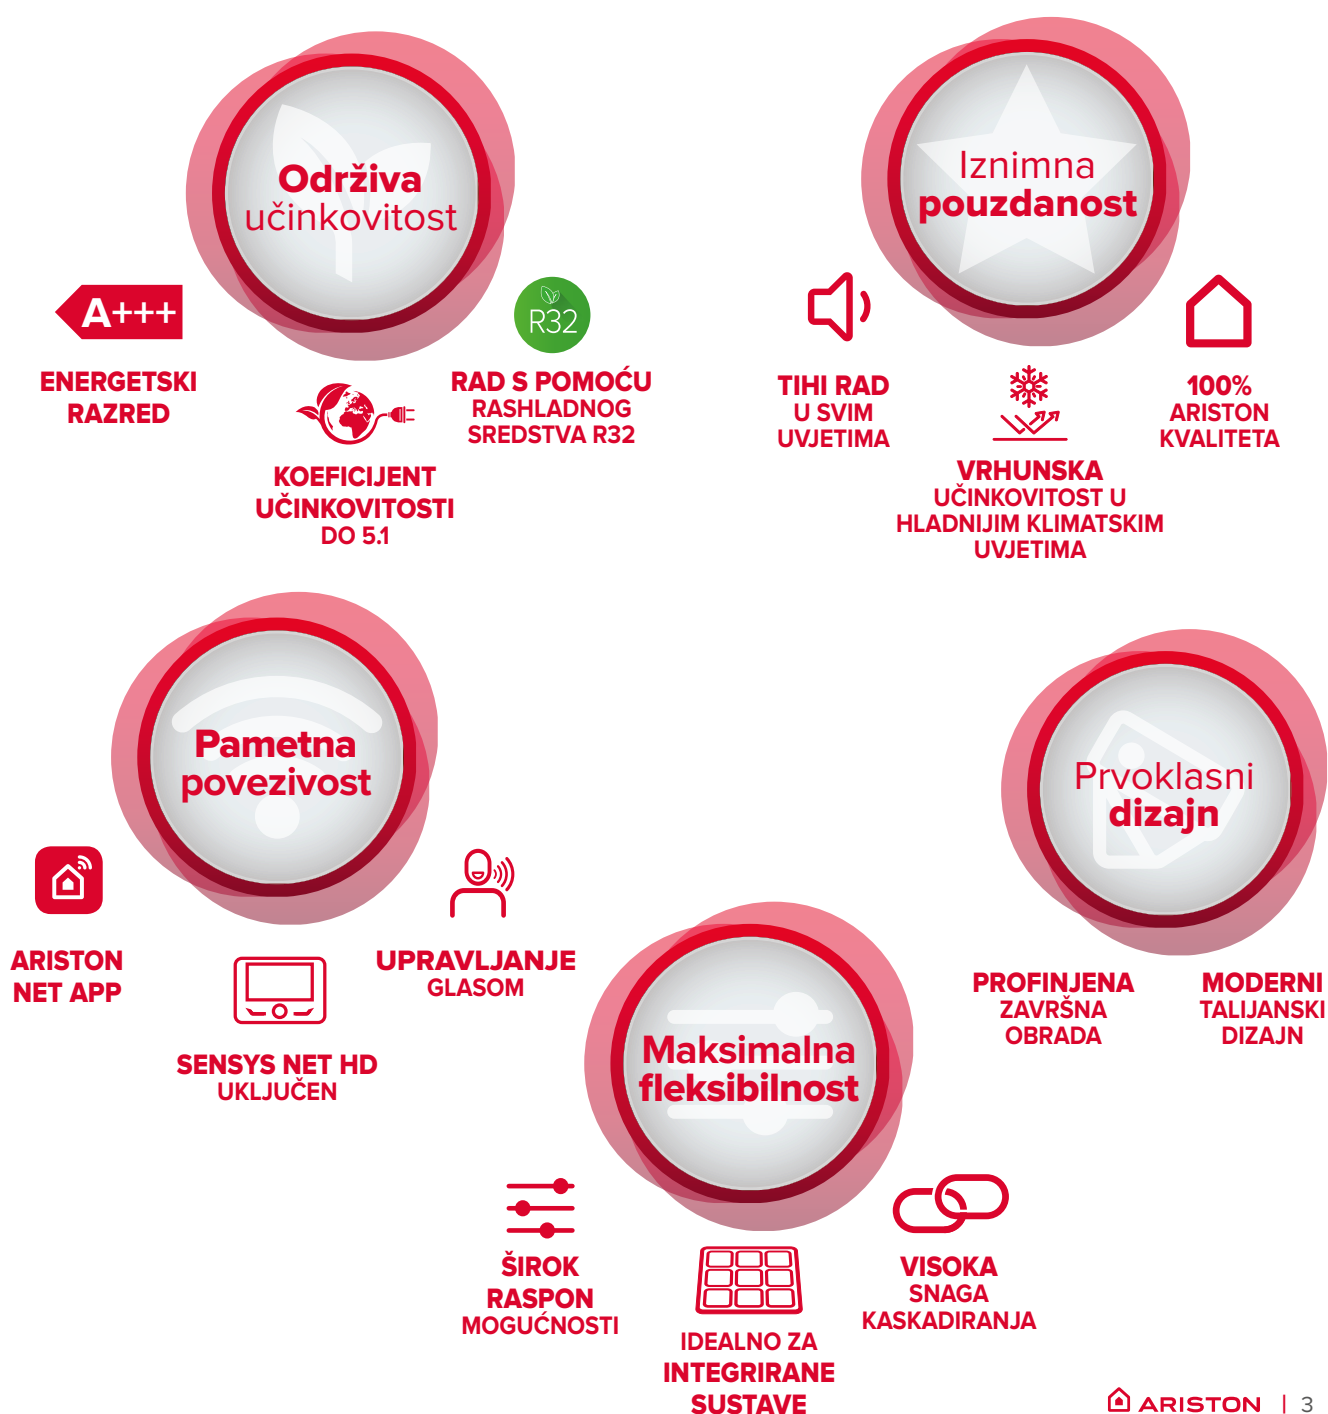 Održiva
učinkovitost
A+++
ENERGETSKI
RAZRED
KOEFICIJENT
UČINKOVITOSTI
DO 5.1
R32
RAD S POMOĆU
RASHLADNOG
SREDSTVA R32
Iznimna
pouzdanost
TIHI RAD
U SVIM
UVJETIMA
VRHUNSKA
UČINKOVITOST U
HLADNIJIM KLIMATSKIM
UVJETIMA
100%
ARISTON
KVALITETA
Pametna
povezivost
ARISTON
NET APP
SENSYS NET HD
UKLJUČEN
UPRAVLJANJE
GLASOM
Prvoklasni
dizajn
PROFINJENA
ZAVRŠNA
OBRADA
MODERNI
TALIJANSKI
DIZAJN
Maksimalna
fleksibilnost
ŠIROK
RASPON
MOGUĆNOSTI
IDEALNO ZA
INTEGRIRANE
SUSTAVE
VISOKA
SNAGA
KASKADIRANJA
ARISTON | 3